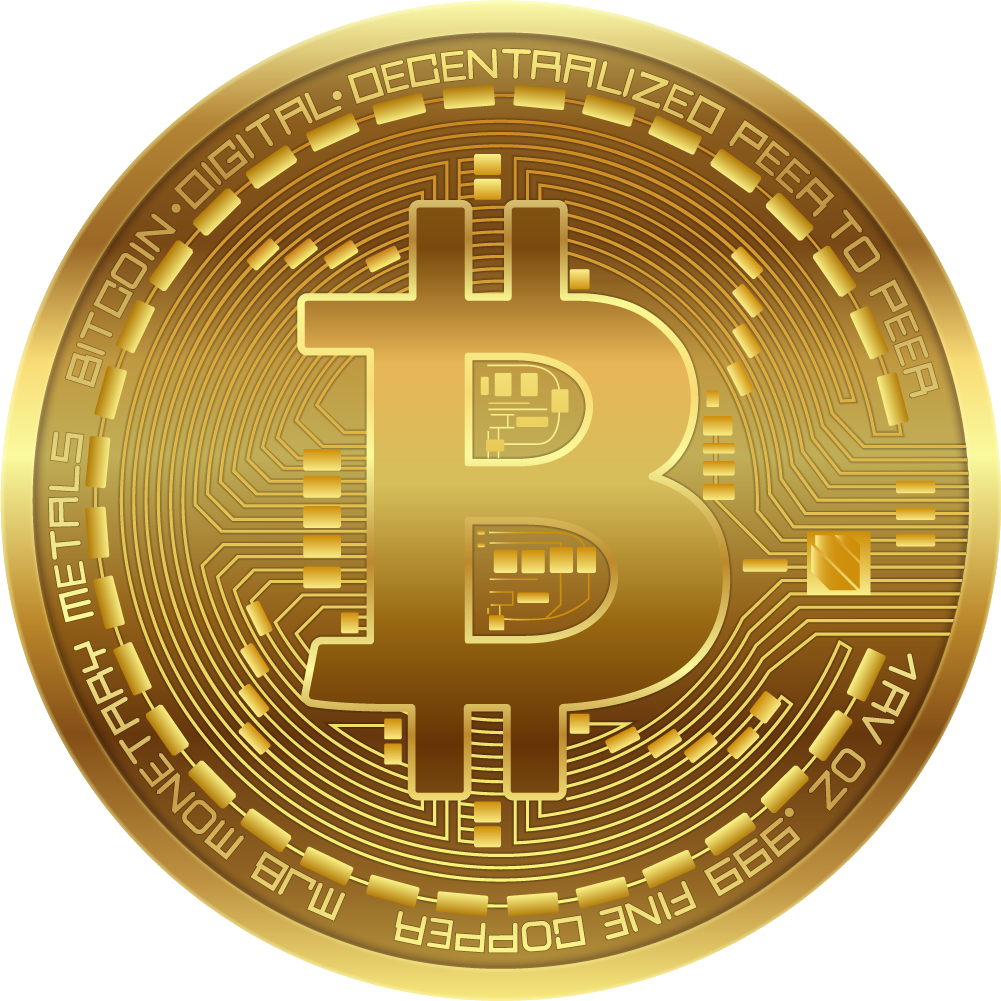 BITCOIN•DIGITAL•DECENTRALIZED PEER TO PEER
1AV OZ .999 FINE COPPER
MJB MONETARY METALS
₿